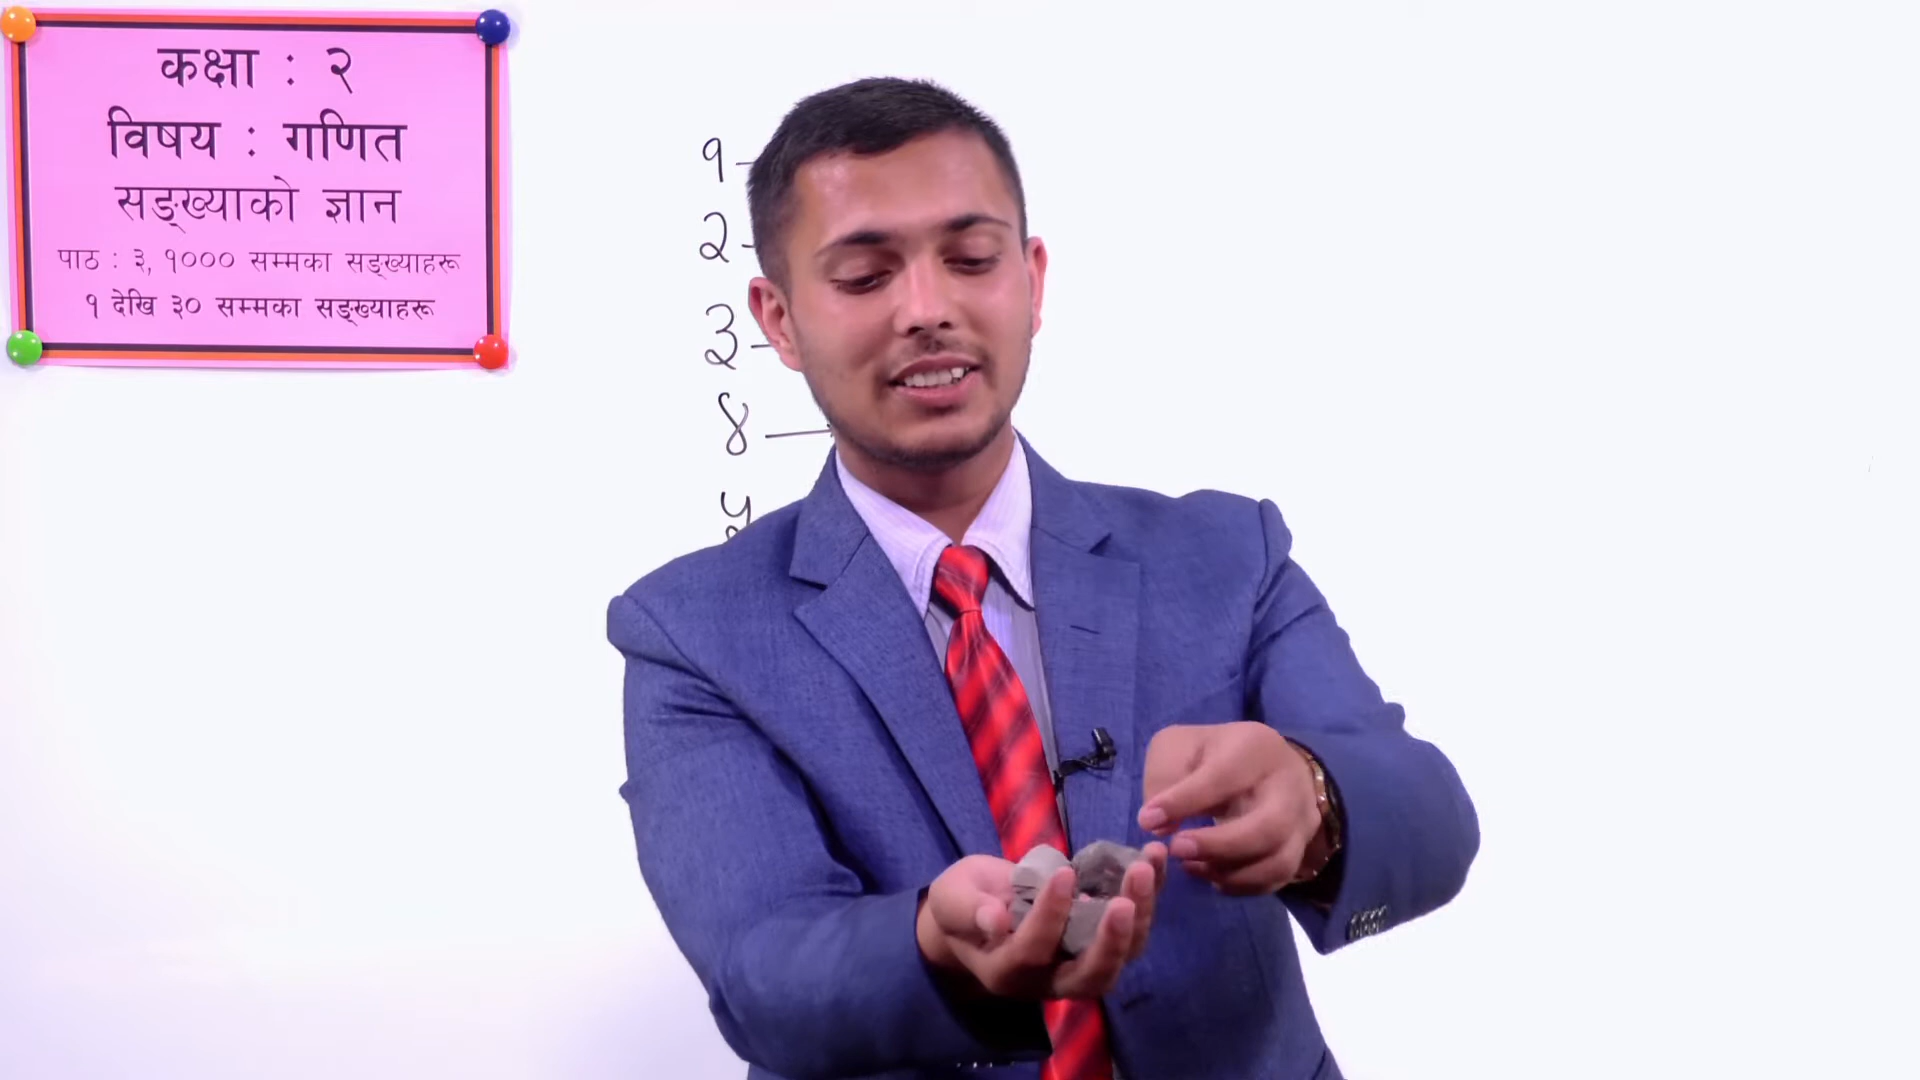 कक्षा : २
विषय : गणित
सङ्ख्याको ज्ञान
पाठ : ३, १००० सम्मका सङ्ख्याहरू
१ देखि ३० सम्मका सङ्ख्याहरू
१ –
२ –
३ –
४ —
५